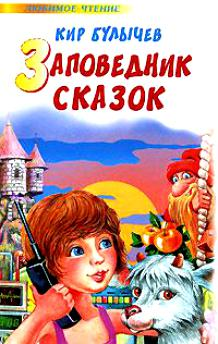 ЛЮБИМОЕ ЧТЕНИЕ
КИР БУЛЫЧЕВ
ЗАПОВЕДНИК
СКАЗОК